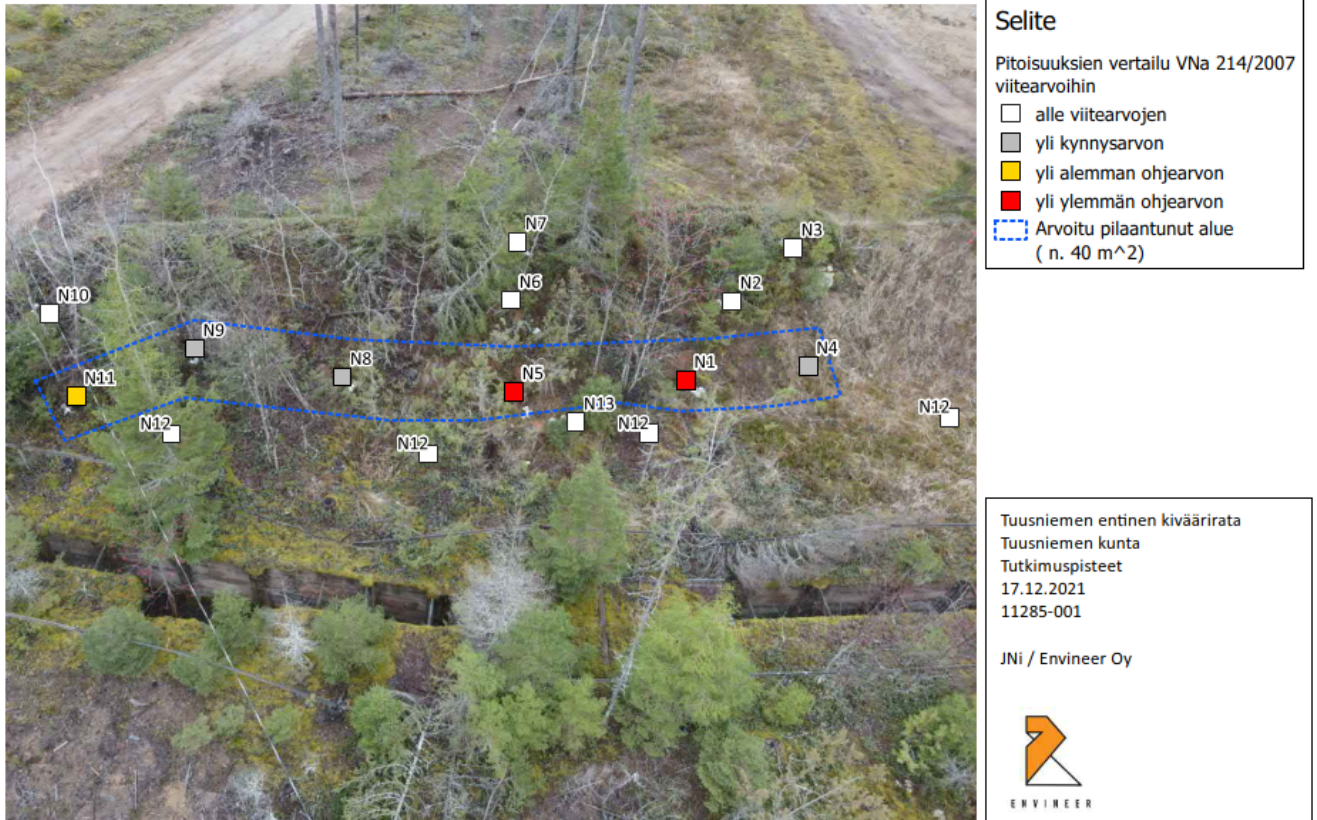 N7
N3
N10
N6
N2
N9
N8
N4
N11
N5
N1
N13
N12
N12
N12
N12
Selite
Pitoisuuksien vertailu VNa 214/2007
viitearvoihin
alle viitearvojen
yli kynnysarvon
yli alemman ohjearvon
yli ylemmän ohjearvon
Arvoitu pilaantunut alue
( n. 40 m^2)
Tuusniemen entinen kiväärirata
Tuusniemen kunta
Tutkimuspisteet
17.12.2021
11285-001
JNi / Envineer Oy
ENVINEER